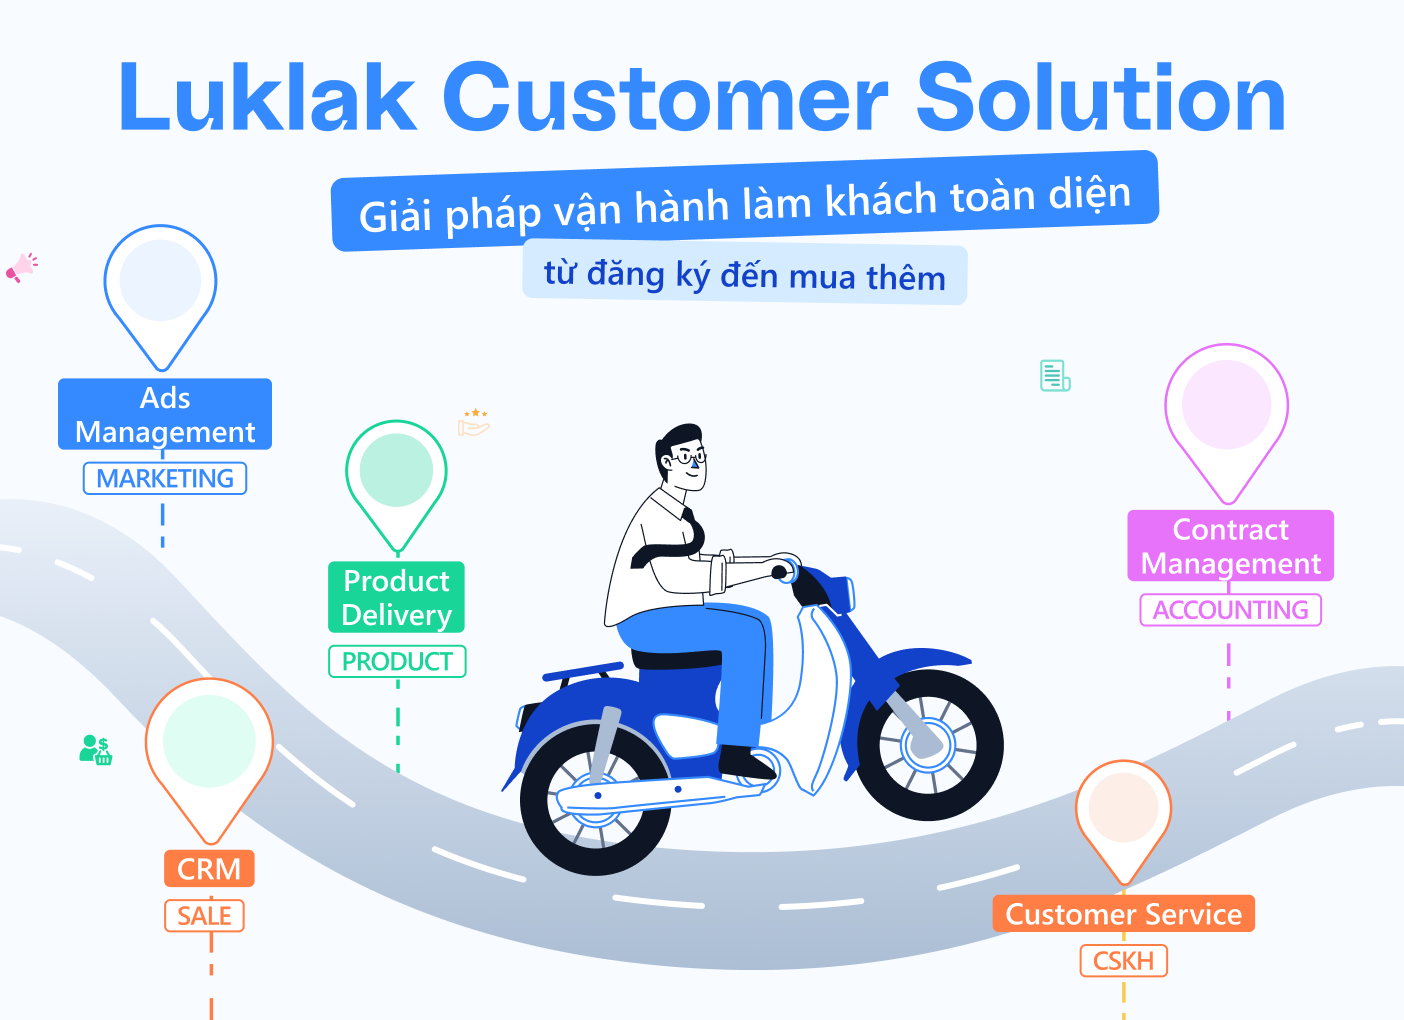 Luklak Customer Solution
Giải pháp vận hành làm khách toàn diện
từ đăng ký đến mua thêm
Ads
Management
MARKETING
Product
Delivery
PRODUCT
Contract
Management
ACCOUNTING
CRM
SALE
Customer Service
CSKH